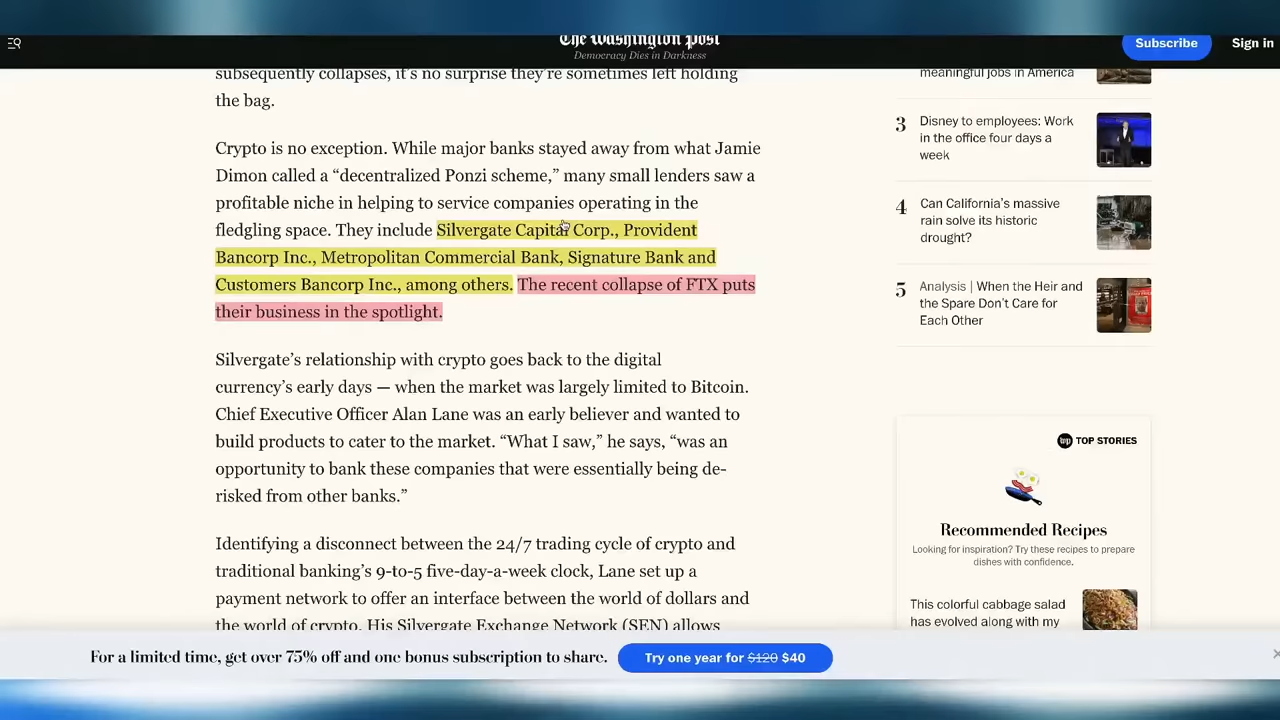 The Washington Post
Democracy Dies in Darkness
Subscribe
Sign in
subsequently collapses, it's no surprise they're sometimes left holding
the bag.
Crypto is no exception. While major banks stayed away from what Jamie
Dimon called a “decentralized Ponzi scheme,” many small lenders saw a
profitable niche in helping to service companies operating in the
fledgling space. They include Silvergate Capital Corp., Provident
Bancorp Inc., Metropolitan Commercial Bank, Signature Bank and
Customers Bancorp Inc., among others. The recent collapse of FTX puts
their business in the spotlight.
Silvergate’s relationship with crypto goes back to the digital
currency’s early days — when the market was largely limited to Bitcoin.
Chief Executive Officer Alan Lane was an early believer and wanted to
build products to cater to the market. “What I saw,” he says, “was an
opportunity to bank these companies that were essentially being de-
risked from other banks.”
Identifying a disconnect between the 24/7 trading cycle of crypto and
traditional banking’s 9-to-5 five-day-a-week clock, Lane set up a
payment network to offer an interface between the world of dollars and
the world of crypto. His Silvergate Exchange Network (SEN) allows
meaningful jobs in America
3
Disney to employees: Work
in the office four days a
week
4
Can California’s massive
rain solve its historic
drought?
5
Analysis | When the Heir and
the Spare Don’t Care for
Each Other
wp TOP STORIES
Recommended Recipes
Looking for inspiration? Try these recipes to prepare
dishes with confidence.
This colorful cabbage salad
has evolved along with my
For a limited time, get over 75% off and one bonus subscription to share.
Try one year for $120 $40